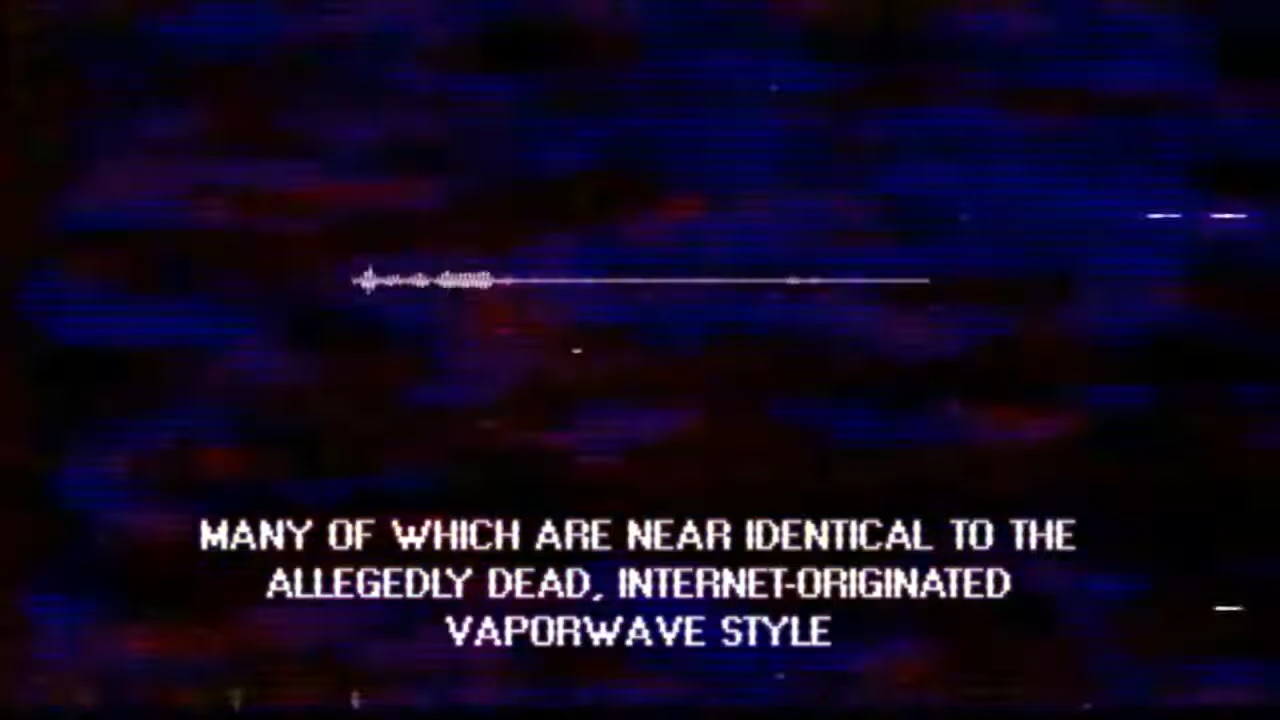 MANY OF WHICH ARE NEAR IDENTICAL TO THE
ALLEGEDLY DEAD, INTERNET-ORIGINATED
VAPORWAVE STYLE